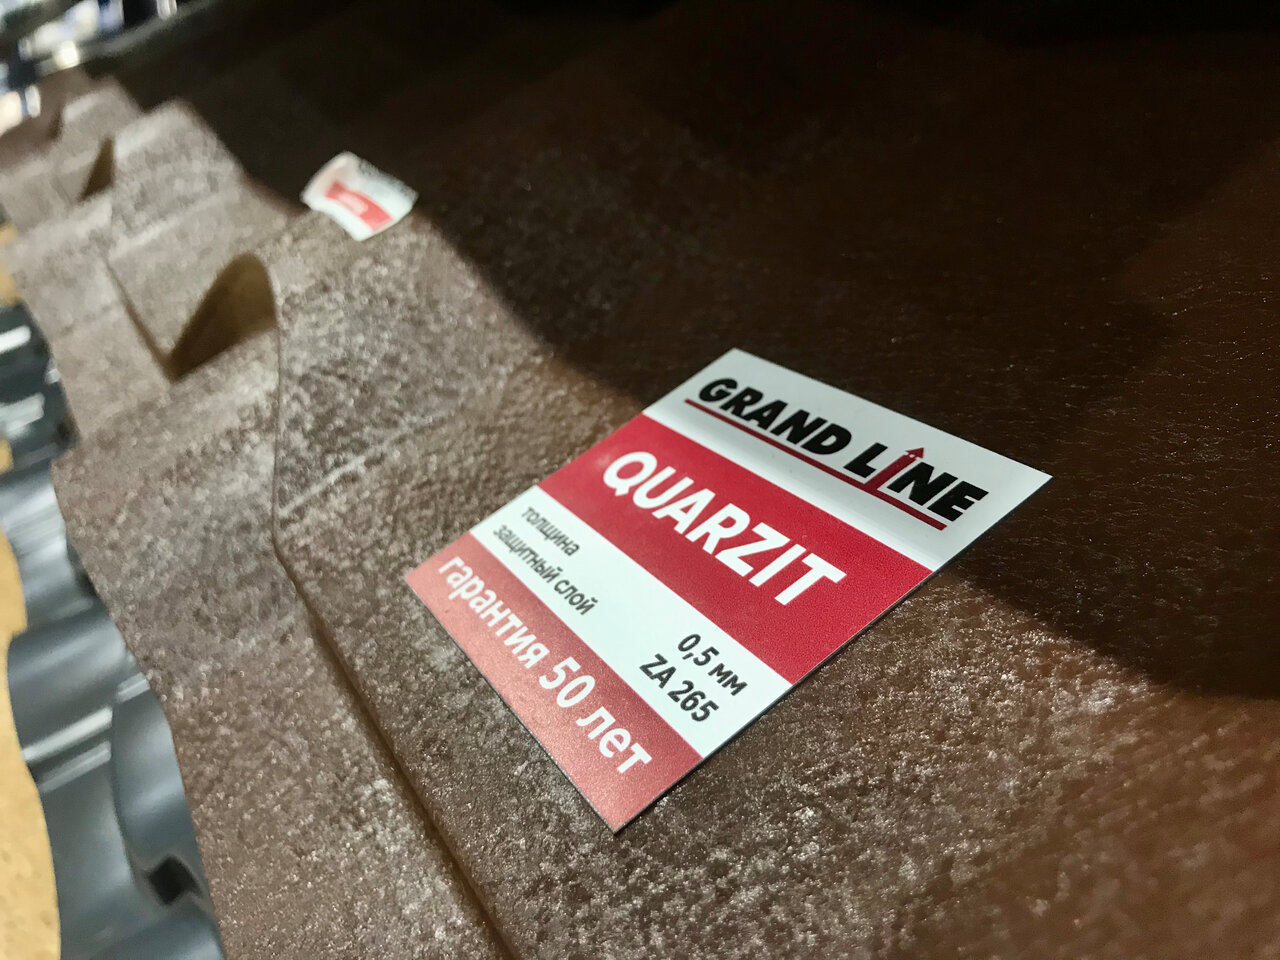 GRAND LINE
QUARZIT
толщина 0,5 мм
защитный слой ZA 265
гарантия 50 лет